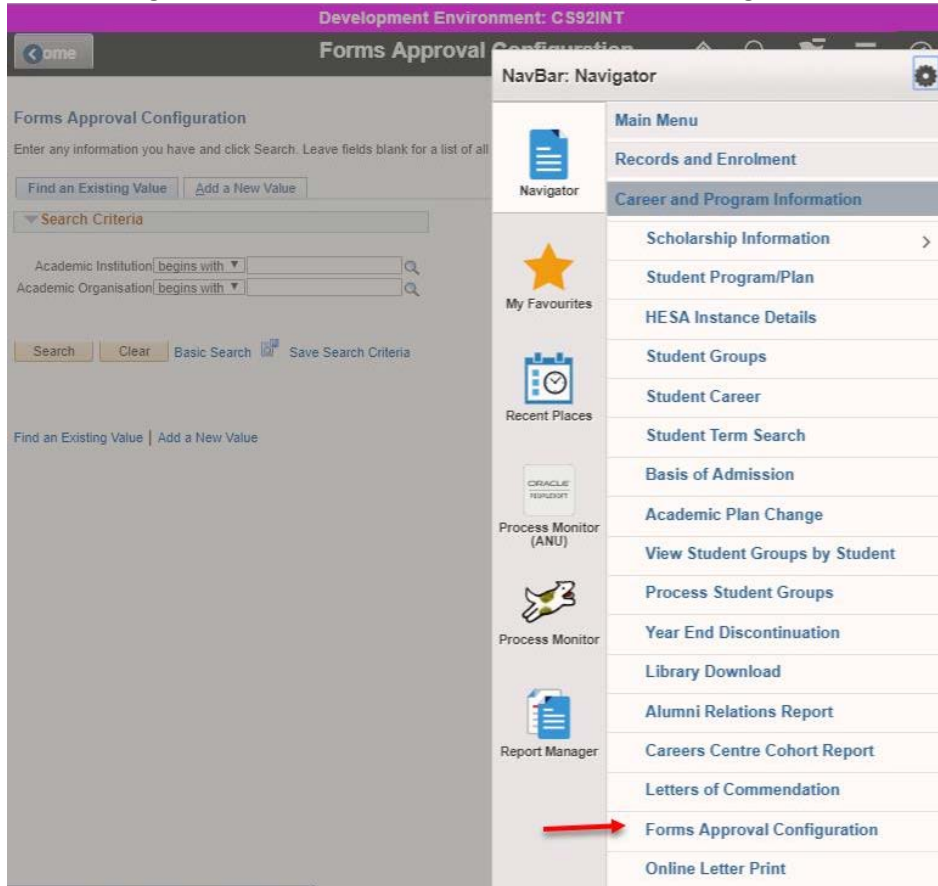 Development Environment: CS92INT
ome
Forms Approval Configuration
NavBar: Navigator
Forms Approval Configuration
Enter any information you have and click Search. Leave fields blank for a list of all
Find an Existing Value
Add a New Value
Search Criteria
Academic Institution begins with
Academic Organisation begins with
Search
Clear
Basic Search
Save Search Criteria
Find an Existing Value | Add a New Value
Navigator
My Favourites
Recent Places
ORACLE
PEOPLESOFT
Process Monitor
(ANU)
Process Monitor
Report Manager
Main Menu
Records and Enrolment
Career and Program Information
Scholarship Information
Student Program/Plan
HESA Instance Details
Student Groups
Student Career
Student Term Search
Basis of Admission
Academic Plan Change
View Student Groups by Student
Process Student Groups
Year End Discontinuation
Library Download
Alumni Relations Report
Careers Centre Cohort Report
Letters of Commendation
Forms Approval Configuration
Online Letter Print